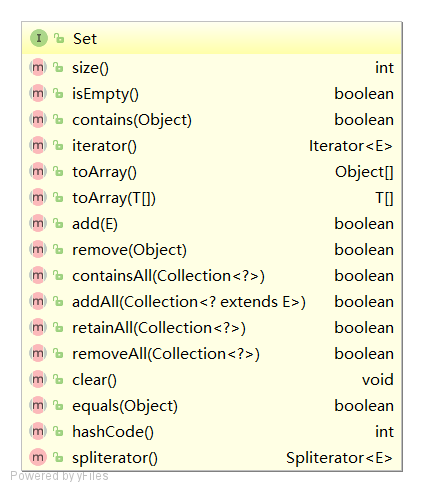 I Set
m size() int
m isEmpty() boolean
m contains(Object) boolean
m iterator() Iterator<E>
m toArray() Object[]
m toArray(T[]) T[]
m add(E) boolean
m remove(Object) boolean
m containsAll(Collection<?>) boolean
m addAll(Collection<? extends E>) boolean
m retainAll(Collection<?>) boolean
m removeAll(Collection<?>) boolean
m clear() void
m equals(Object) boolean
m hashCode() int
m spliterator() Spliterator<E>
Powered by yFiles